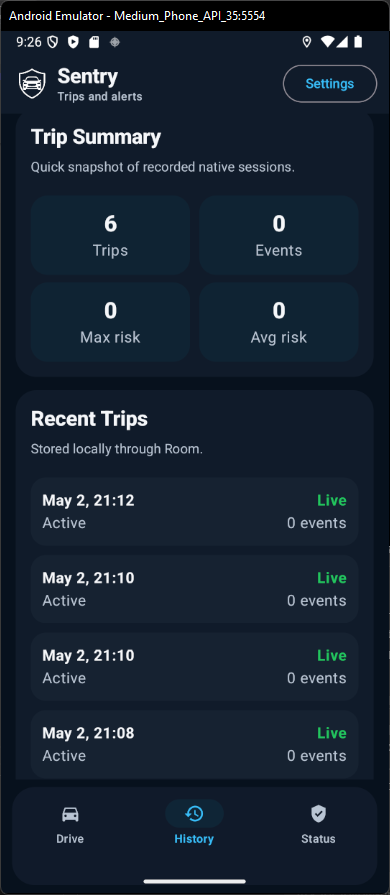 Android Emulator - Medium_Phone_API_35:5554
9:26
Sentry
Trips and alerts
Settings
Trip Summary
Quick snapshot of recorded native sessions.
6
Trips
0
Events
0
Max risk
0
Avg risk
Recent Trips
Stored locally through Room.
May 2, 21:12
Live
Active
0 events
May 2, 21:10
Live
Active
0 events
May 2, 21:10
Live
Active
0 events
May 2, 21:08
Live
Active
0 events
Drive
History
Status